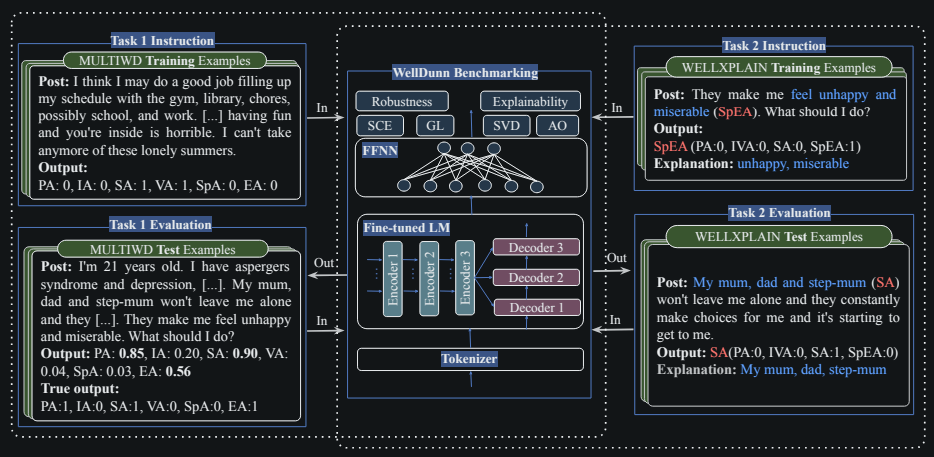 Task 1 Instruction
MULTIWD Training Examples
Post: I think I may do a good job filling up
my schedule with the gym, library, chores,
possibly school, and work. [...] having fun
and you're inside is horrible. I can't take
anymore of these lonely summers.
Output:
PA: 0, IA: 0, SA: 1, VA: 1, SpA: 0, EA: 0
Task 1 Evaluation
MULTIWD Test Examples
Post: I'm 21 years old. I have aspergers
syndrome and depression, [...]. My mum,
dad and step-mum won't leave me alone
and they [...]. They make me feel unhappy
and miserable. What should I do?
Output: PA: 0.85, IA: 0.20, SA: 0.90, VA:
0.04, SpA: 0.03, EA: 0.56
True output:
PA:1, IA:0, SA:1, VA:0, SpA:0, EA:1
In
Out
In
WellDunn Benchmarking
Robustness
Explainability
SCE
GL
SVD
AO
FFNN
Fine-tuned LM
Encoder 1
Encoder 2
Encoder 3
Decoder 3
Decoder 2
Decoder 1
Tokenizer
In
Out
In
Task 2 Instruction
WELLXPLAIN Training Examples
Post: They make me feel unhappy and
miserable (SpEA). What should I do?
Output:
SpEA (PA:0, IVA:0, SA:0, SpEA:1)
Explanation: unhappy, miserable
Task 2 Evaluation
WELLXPLAIN Test Examples
Post: My mum, dad and step-mum (SA)
won't leave me alone and they constantly
make choices for me and it's starting to
get to me.
Output: SA(PA:0, IVA:0, SA:1, SpEA:0)
Explanation: My mum, dad, step-mum